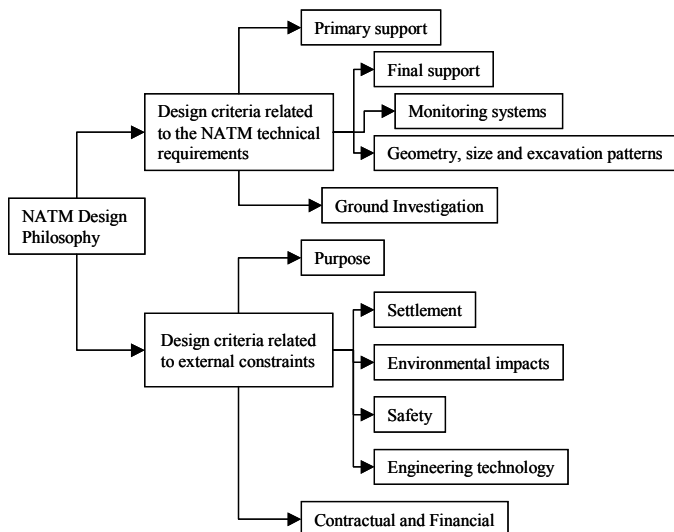 Primary support
Final support
Design criteria related
to the NATM technical
requirements
Monitoring systems
Geometry, size and excavation patterns
Ground Investigation
NATM Design
Philosophy
Purpose
Settlement
Design criteria related
to external constraints
Environmental impacts
Safety
Engineering technology
Contractual and Financial